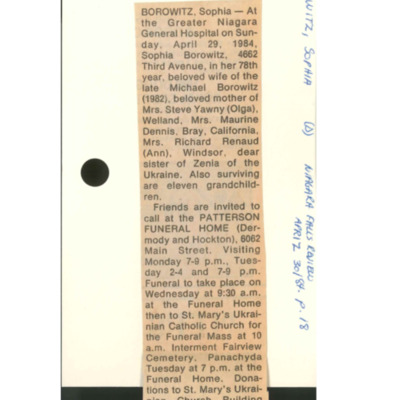 BOROWITZ, Sophia — At
the Greater Niagara
General Hospital on Sun-
day, April 29, 1984,
Sophia Borowitz, 4662
Third Avenue, in her 78th
year, beloved wife of the
late Michael Borowitz
(1982), beloved mother of
Mrs. Steve Yawny (Olga),
Welland, Mrs. Maurine
Dennis, Bray, California,
Mrs. Richard Renaud
(Ann), Windsor, dear
sister of Zenia of the
Ukraine. Also surviving
are eleven grandchild-
ren.
Friends are invited to
call at the PATTERSON
FUNERAL HOME (Der-
mody and Hockton), 6062
Main Street. Visiting
Monday 7-9 p.m., Tues-
day 2-4 and 7-9 p.m.
Funeral to take place on
Wednesday at 9:30 a.m.
at the Funeral Home
then to St. Mary's Ukrai-
nian Catholic Church for
the Funeral Mass at 10
a.m. Interment Fairview
Cemetery. Panachyda
Tuesday at 7 p.m. at the
Funeral Home. Dona-
tions to St. Mary's Ukrai-
nian Church Building
WITZ, SOPHIA (D) NIAGARA FALLS REVIEW
APRIL 30/84. P. 18